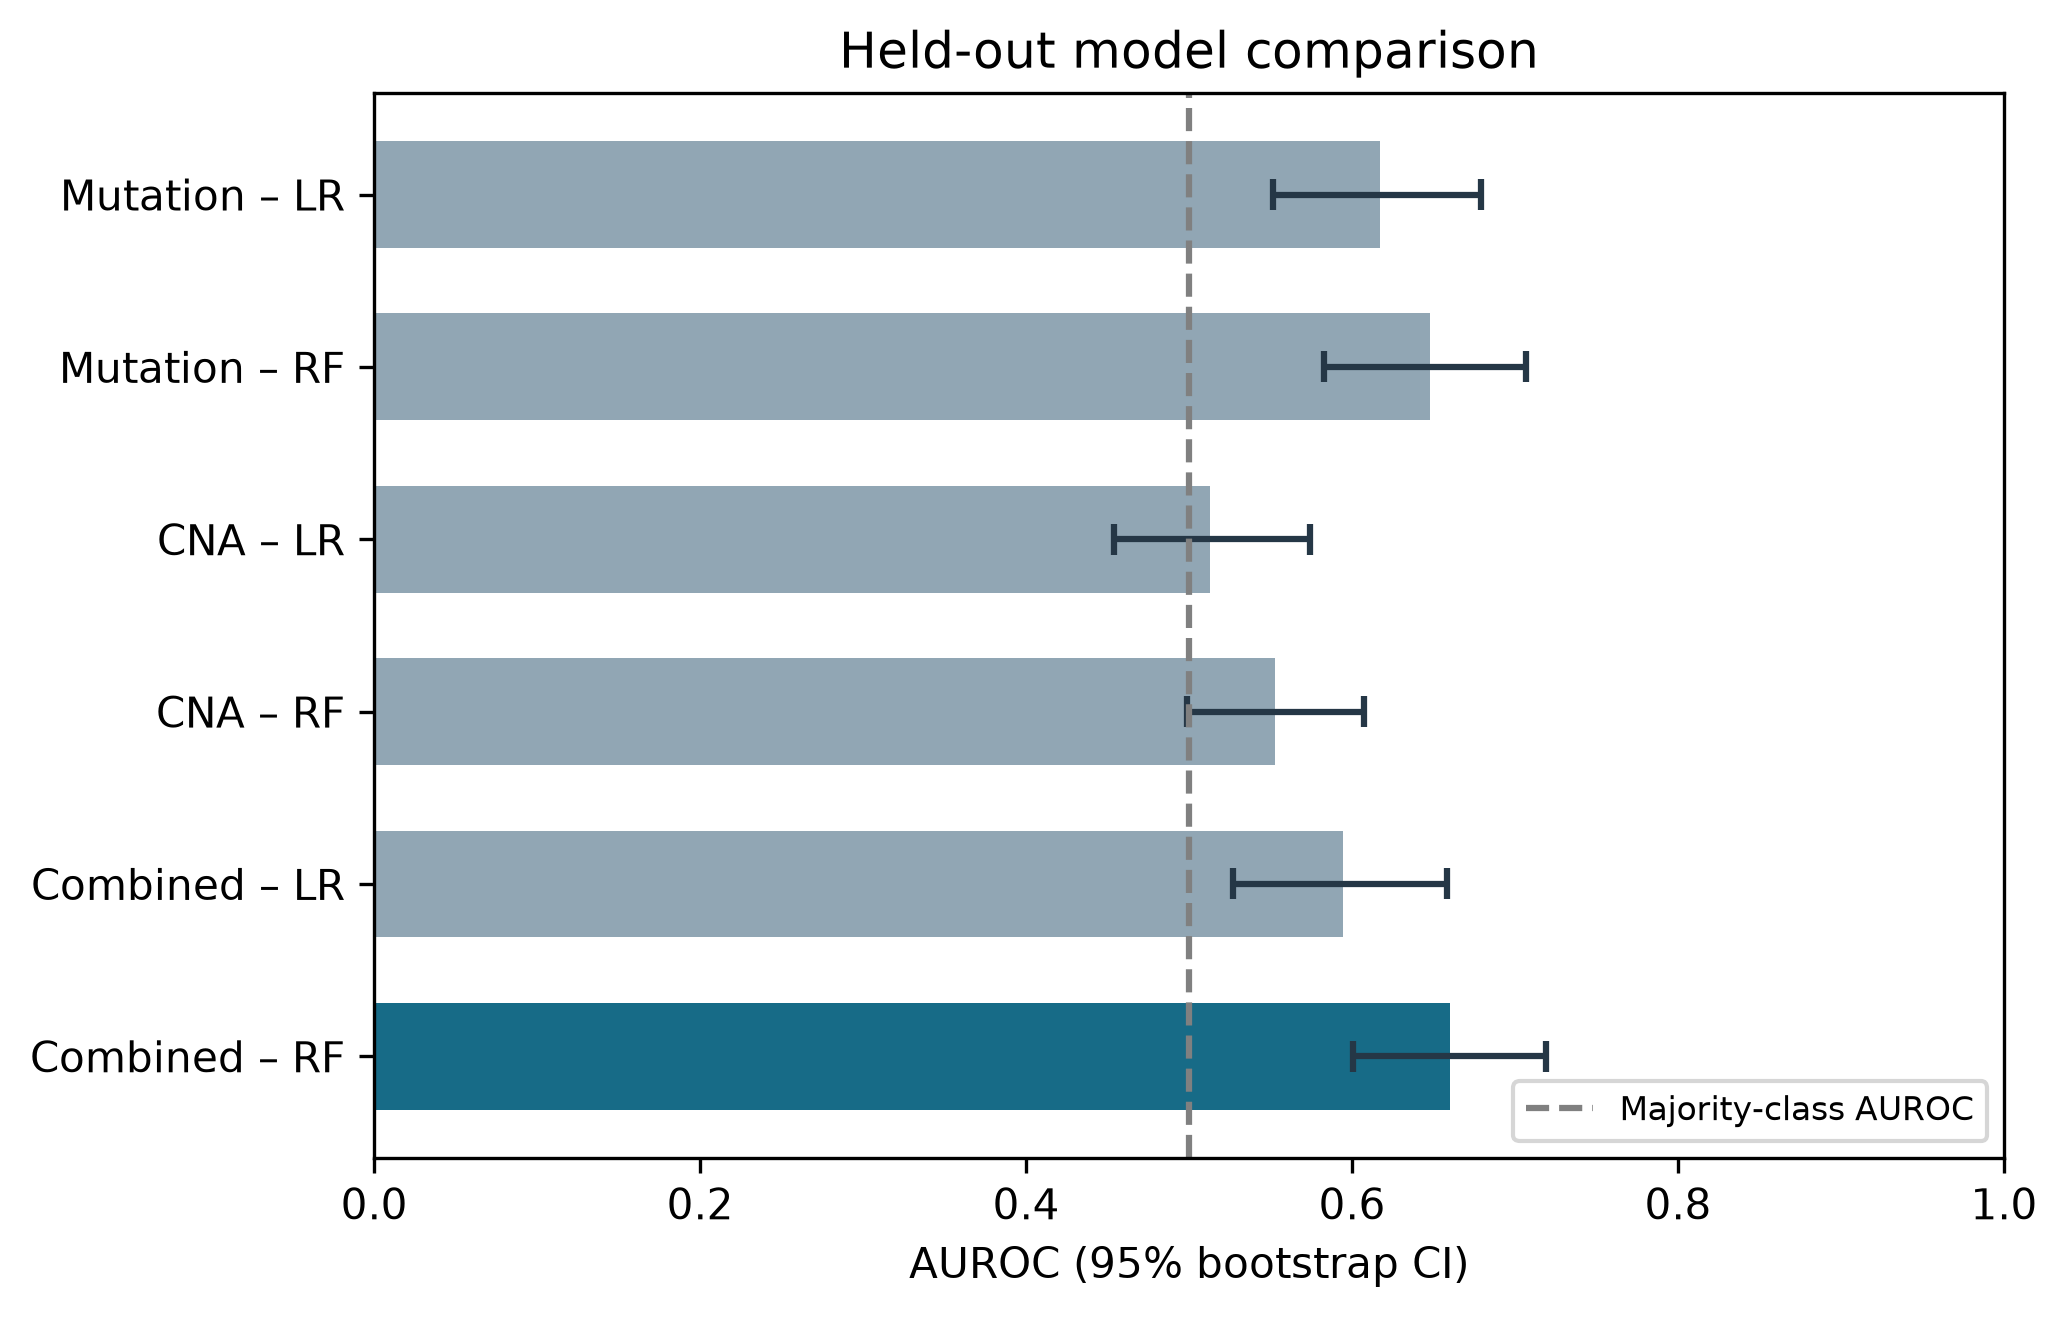 Held-out model comparison
Mutation – LR
Mutation – RF
CNA – LR
CNA – RF
Combined – LR
Combined – RF
Majority-class AUROC
0.0 0.2 0.4 0.6 0.8 1.0
AUROC (95% bootstrap CI)